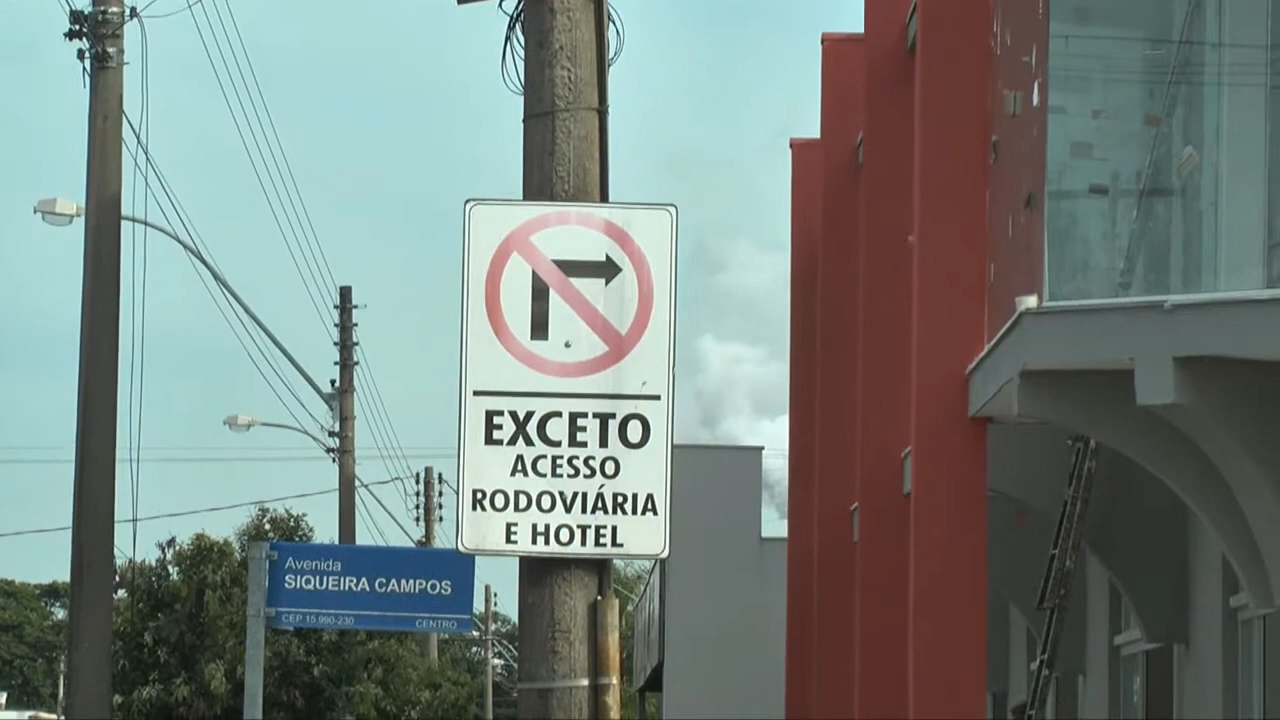 EXCETO
ACESSO
RODOVIÁRIA
E HOTEL
Avenida
SIQUEIRA CAMPOS
CEP 15.990-230 CENTRO